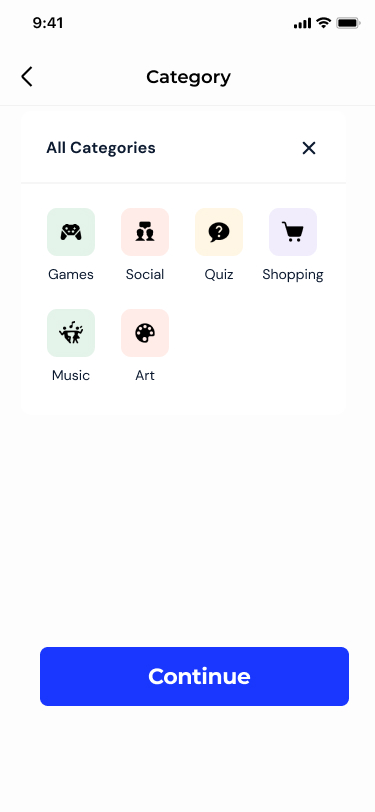 9:41
Category
All Categories
Games Social Quiz Shopping
Music Art
Continue